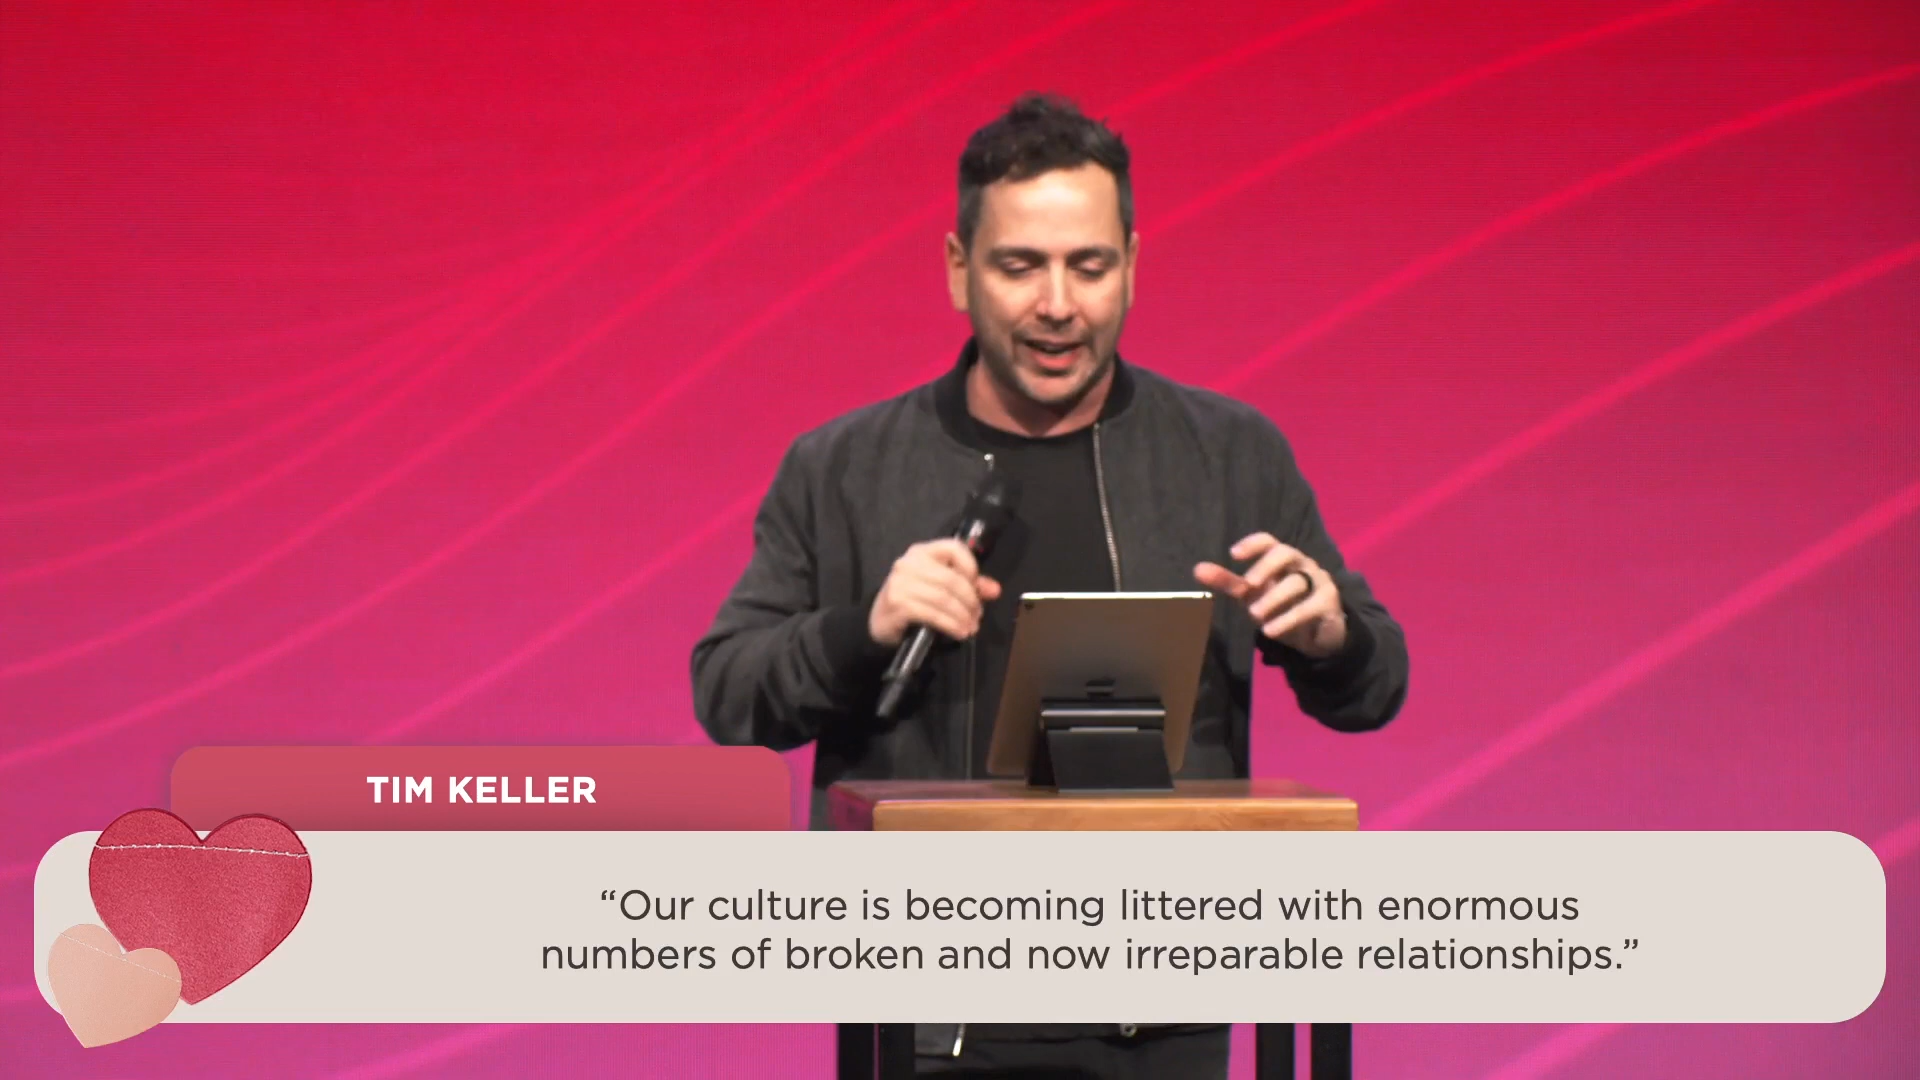 TIM KELLER
“Our culture is becoming littered with enormous
numbers of broken and now irreparable relationships.”